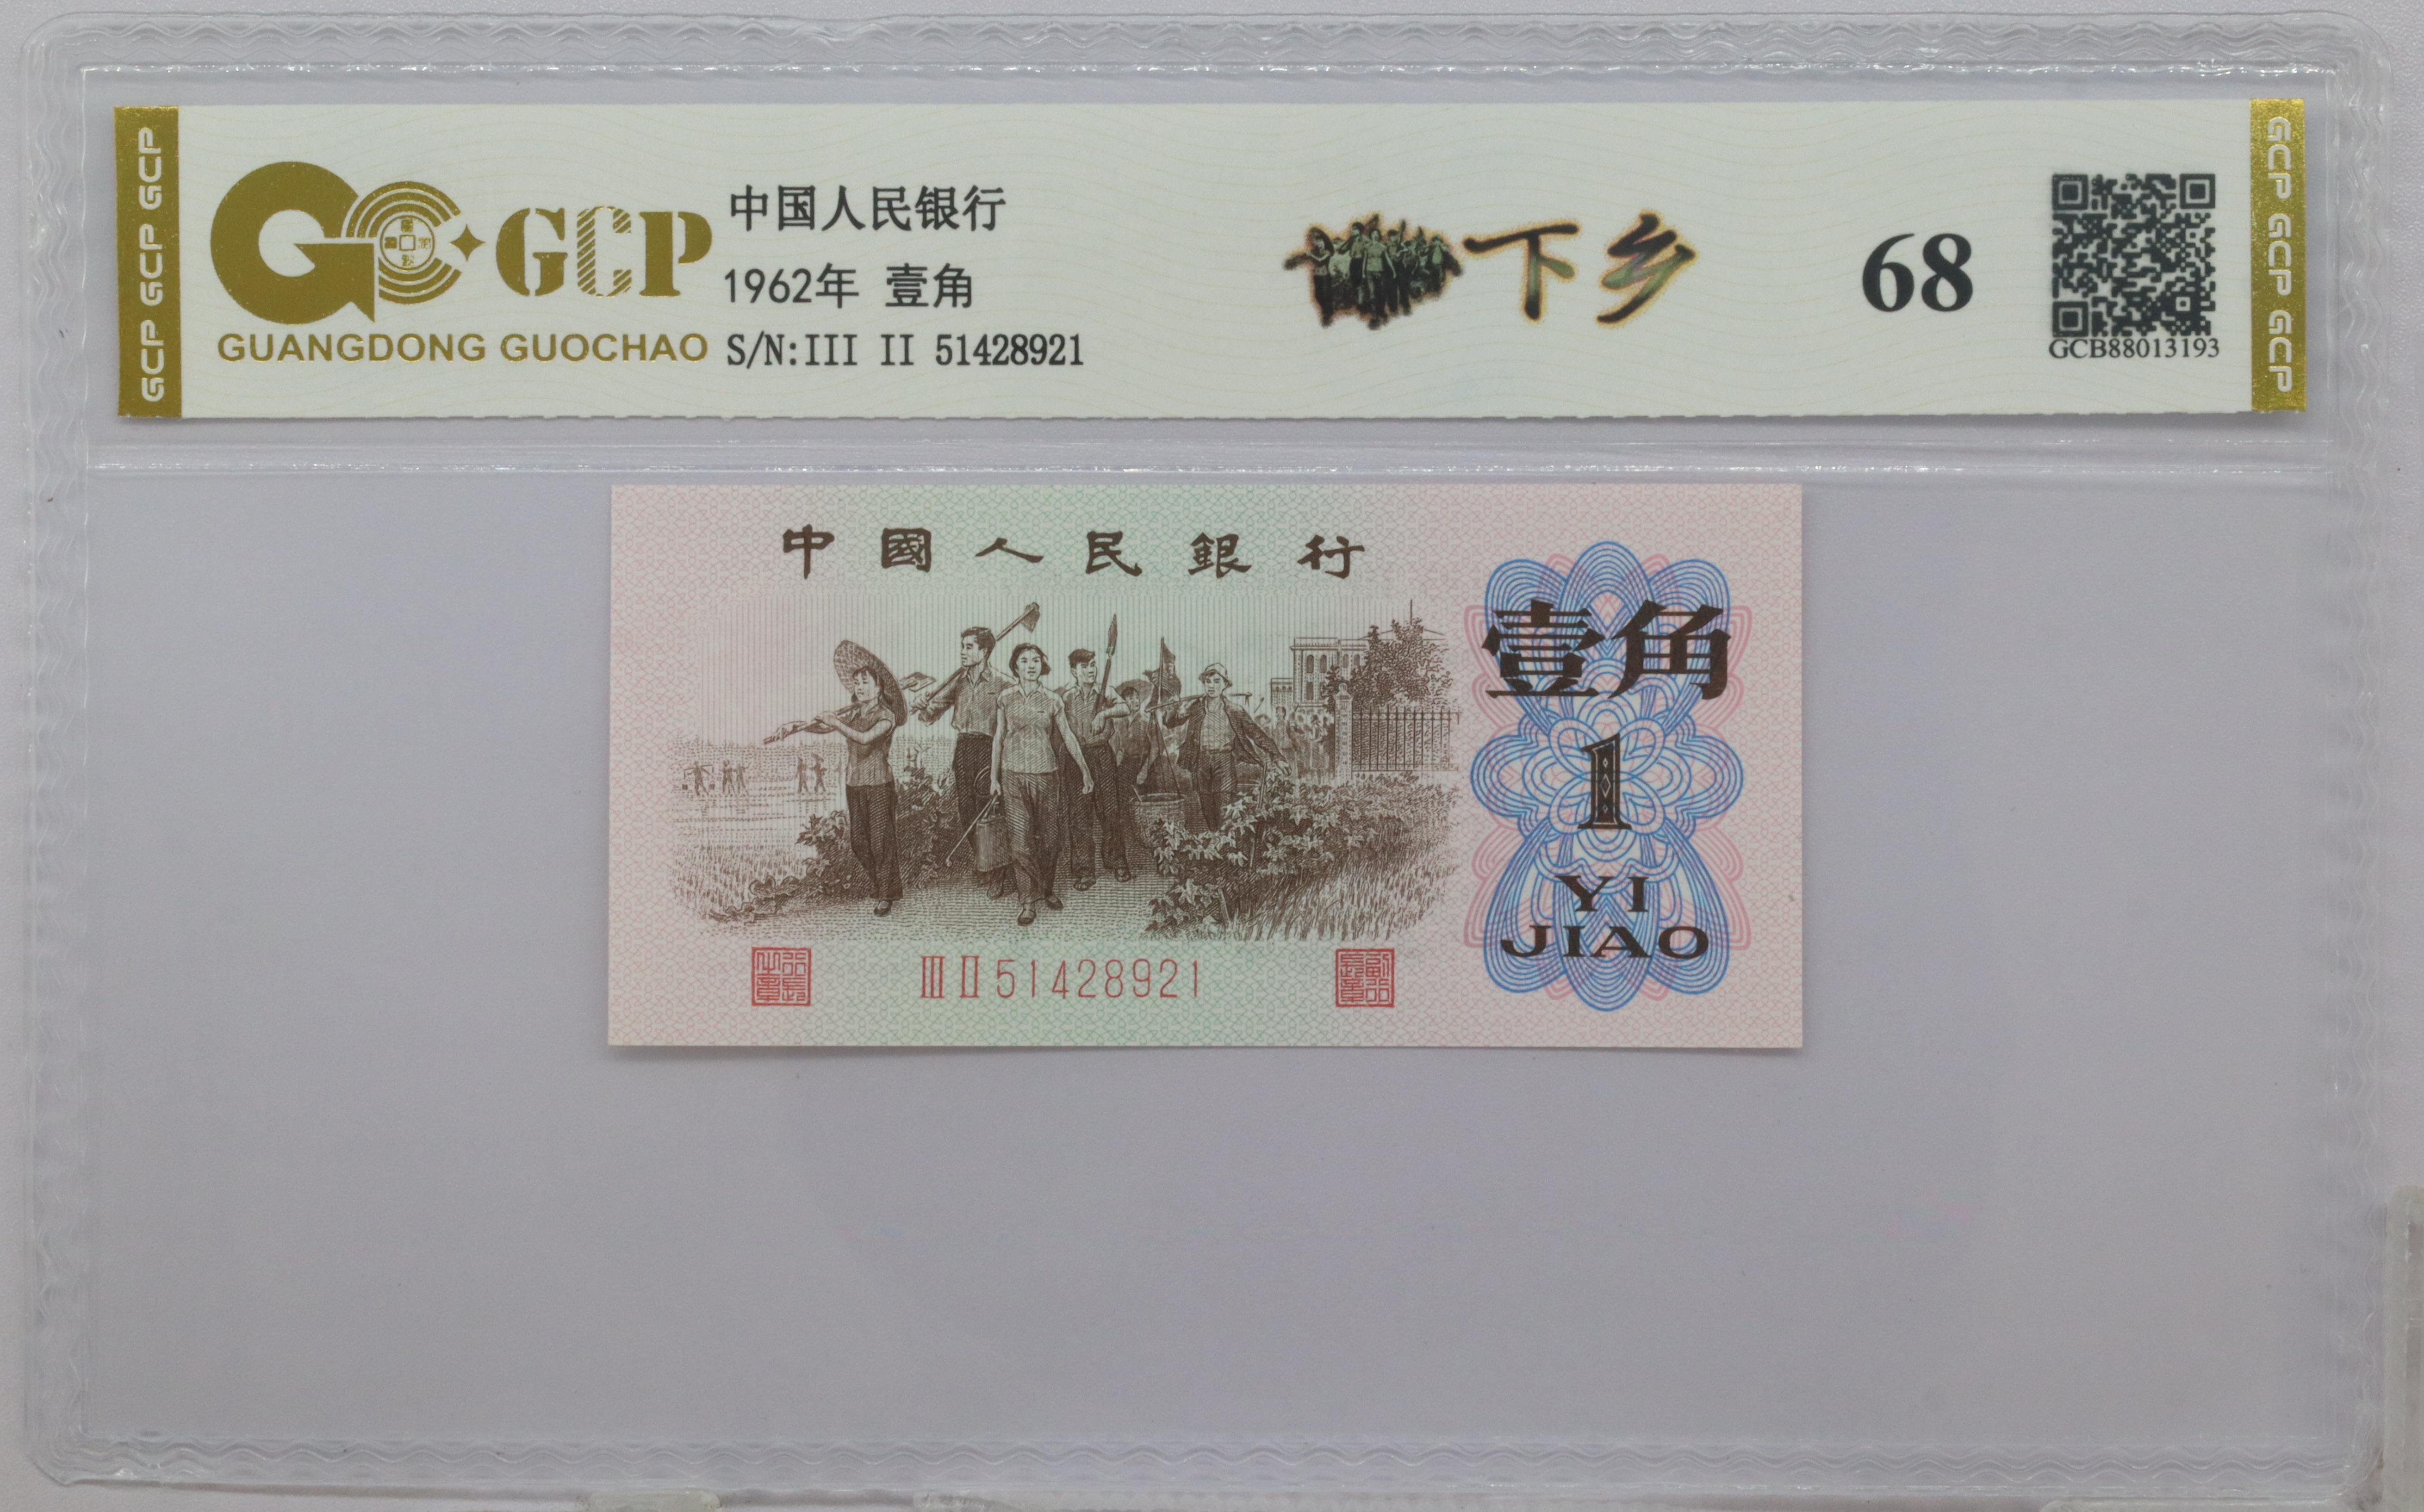 GCP GCP GCP
GCP
GUANGDONG GUOCHAO
中国人民银行
1962年 壹角
S/N:III II 51428921
下乡
68
GCB88013193
GCP GCP GCP
中國人民銀行
壹角
1
YI
JIAO
III II 51428921